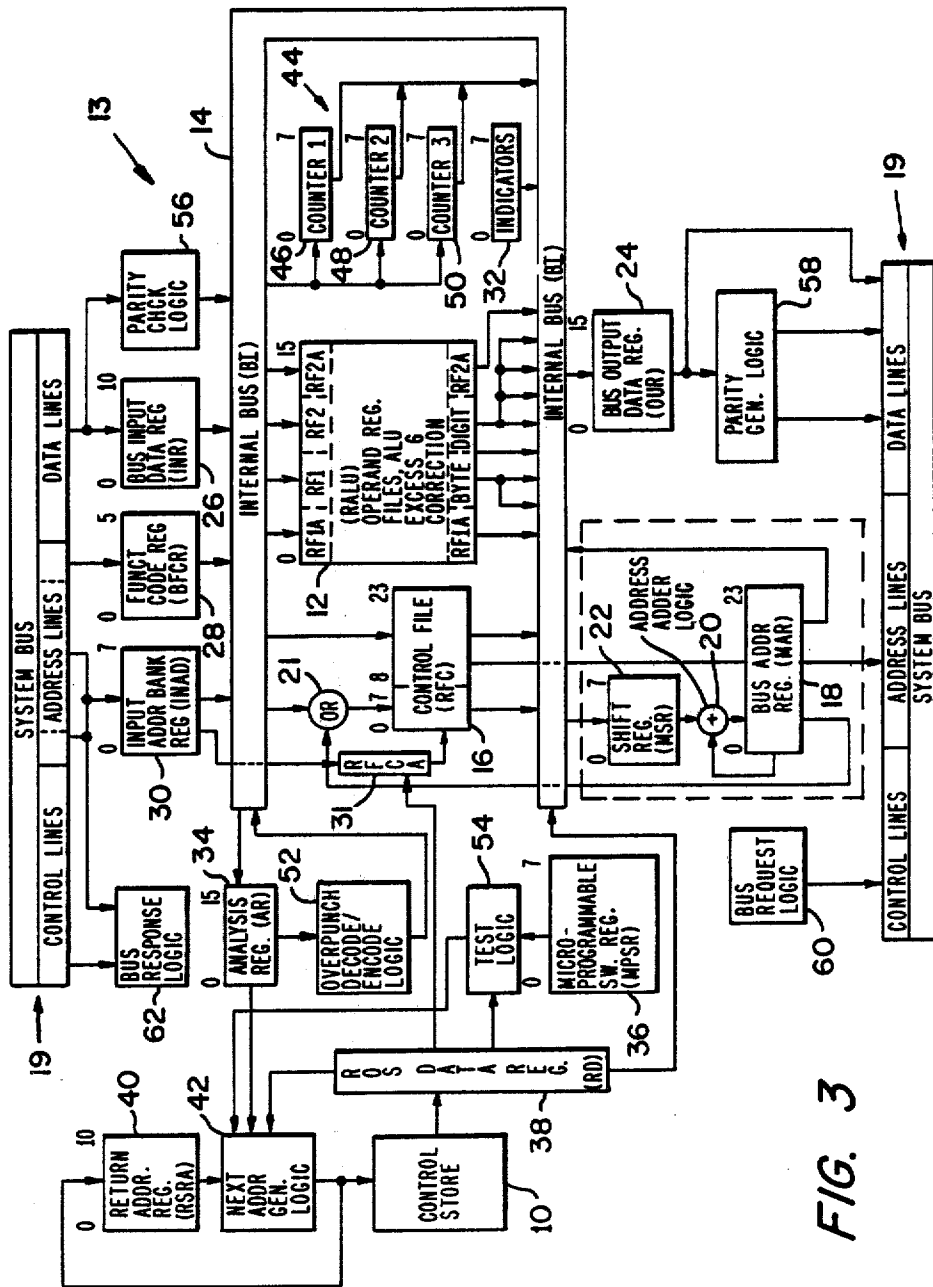 SYSTEM BUS
CONTROL LINES
ADDRESS LINES
DATA LINES
19
13
BUS
RESPONSE
LOGIC
62
0
7
INPUT
ADDR BANK
REG (INAD)
30
0
5
FUNCT
CODE REG
(BFCR)
28
0
10
BUS INPUT
DATA REG
(INR)
26
PARITY
CHCK
LOGIC
56
14
INTERNAL BUS (BI)
0
10
RETURN
ADDR.
REG.
(RSRA)
40
42
NEXT
ADDR
GEN.
LOGIC
CONTROL
STORE
10
34
0
15
ANALYSIS
REG. (AR)
52
OVERPUNCH
DECODE/
ENCODE
LOGIC
ROS DATA REG.
(RD)
38
54
TEST
LOGIC
0
7
MICRO-
PROGRAMMABLE
SW. REG.
(MPSR)
36
RFCA
31
OR
21
0
7
8
23
CONTROL FILE
(RFC)
16
12
0
15
RF1A
RF1
RF2
RF2A
(RALU)
OPERAND REG.
FILES, ALU
EXCESS 6
CORRECTION
RF1A
BYTE
DIGIT
RF2A
44
0
7
COUNTER 1
46
0
7
COUNTER 2
48
0
7
COUNTER 3
50
0
7
INDICATORS
32
INTERNAL BUS (BI)
22
0
7
SHIFT
REG. (MSR)
ADDRESS
ADDER
LOGIC
+
20
0
23
BUS ADDR
REG. (MAR)
18
0
15
24
BUS OUTPUT
DATA REG.
(OUR)
PARITY
GEN. LOGIC
58
BUS
REQUEST
LOGIC
60
19
CONTROL LINES
ADDRESS LINES
DATA LINES
SYSTEM BUS
FIG. 3